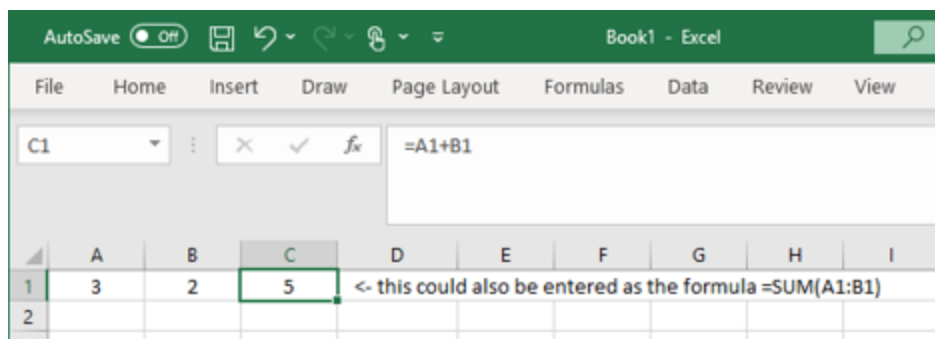 AutoSave Off Book1 - Excel
File Home Insert Draw Page Layout Formulas Data Review View
C1 fx =A1+B1
A B C D E F G H I
1 3 2 5 <- this could also be entered as the formula =SUM(A1:B1)
2